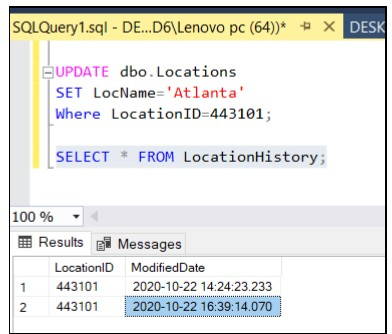 SQLQuery1.sql - DE...D6\Lenovo pc (64))* DESK
UPDATE dbo.Locations
SET LocName='Atlanta'
Where LocationID=443101;
SELECT * FROM LocationHistory;
100 %
Results Messages
LocationID ModifiedDate
1 443101 2020-10-22 14:24:23.233
2 443101 2020-10-22 16:39:14.070